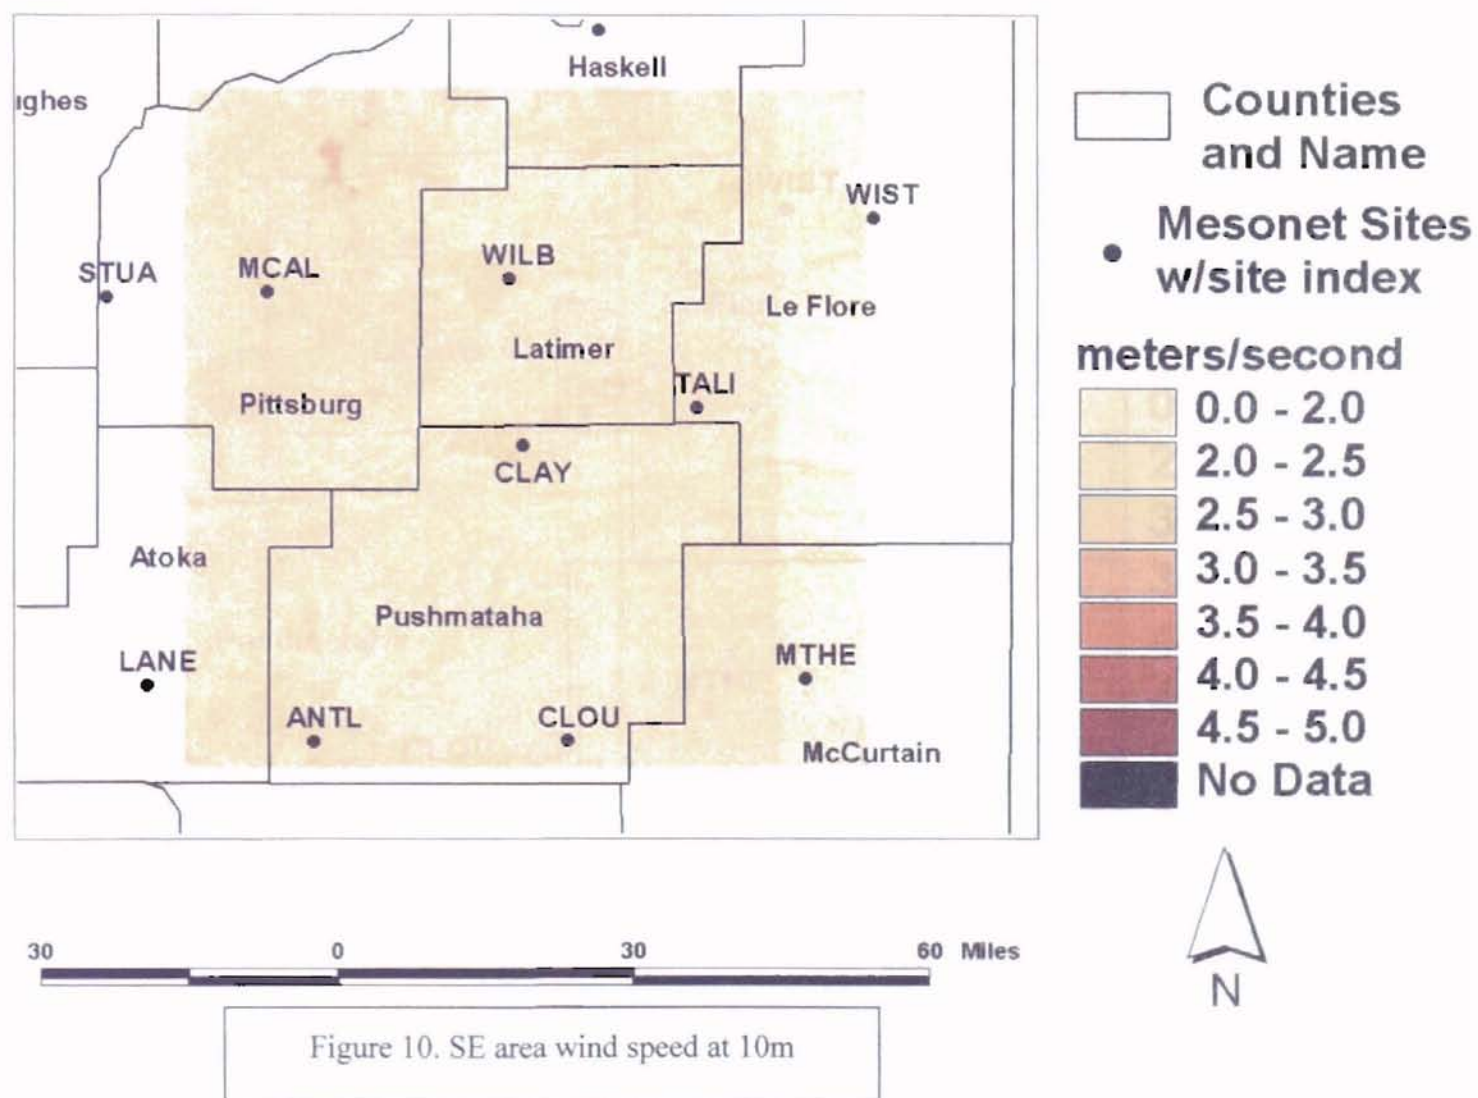 Haskell
ighes
WIST
STUA
MCAL
WILB
Le Flore
Latimer
TALI
Pittsburg
CLAY
Atoka
Pushmataha
LANE
MTHE
ANTL
CLOU
McCurtain
Counties
and Name
Mesonet Sites
w/site index
meters/second
0.0 - 2.0
2.0 - 2.5
2.5 - 3.0
3.0 - 3.5
3.5 - 4.0
4.0 - 4.5
4.5 - 5.0
No Data
N
30 0 30 60 Miles
Figure 10. SE area wind speed at 10m